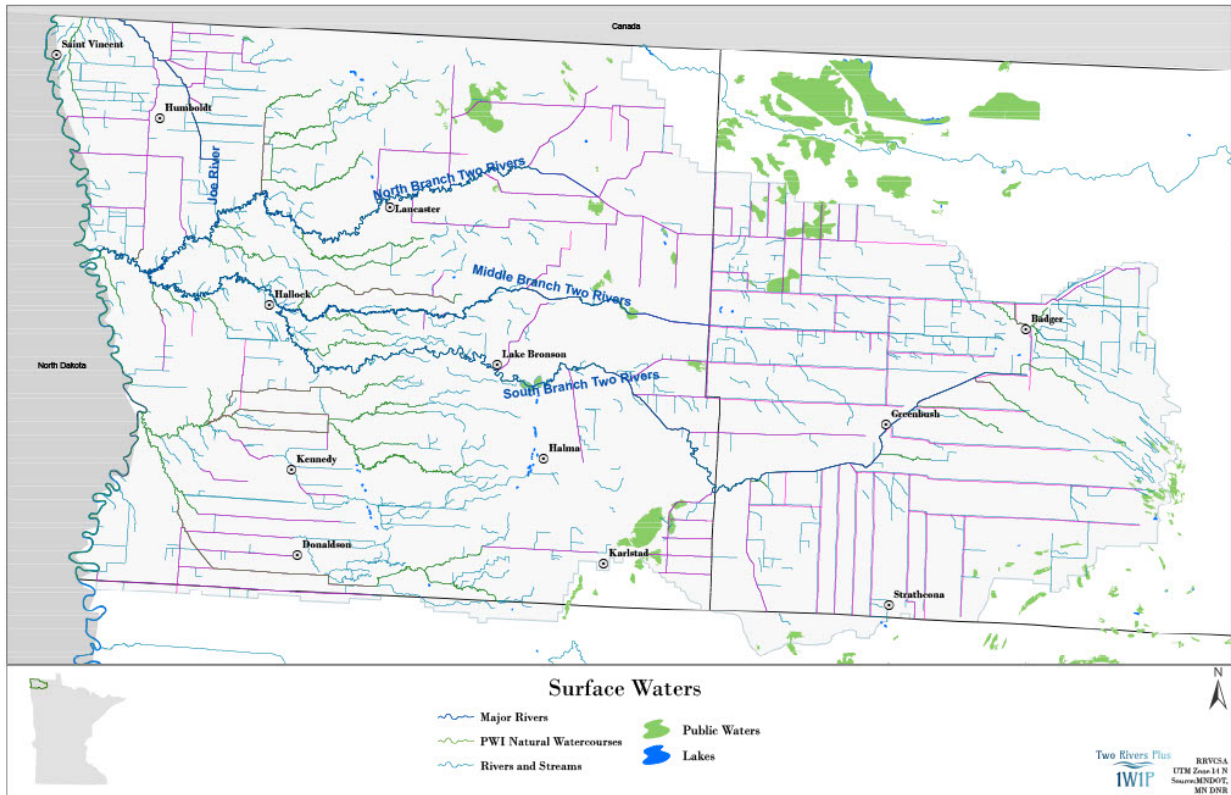 Canada
Saint Vincent
Humboldt
Joe River
North Branch Two Rivers
Lancaster
Middle Branch Two Rivers
Hallock
Badger
North Dakota
Lake Bronson
South Branch Two Rivers
Greenbush
Halma
Kennedy
Donaldson
Karlstad
Strathcona
Surface Waters
N
Major Rivers
PWI Natural Watercourses
Rivers and Streams
Public Waters
Lakes
Two Rivers Plus
1W1P
RRVCSA
UTM Zone 14 N
Source:MNDOT,
MN DNR